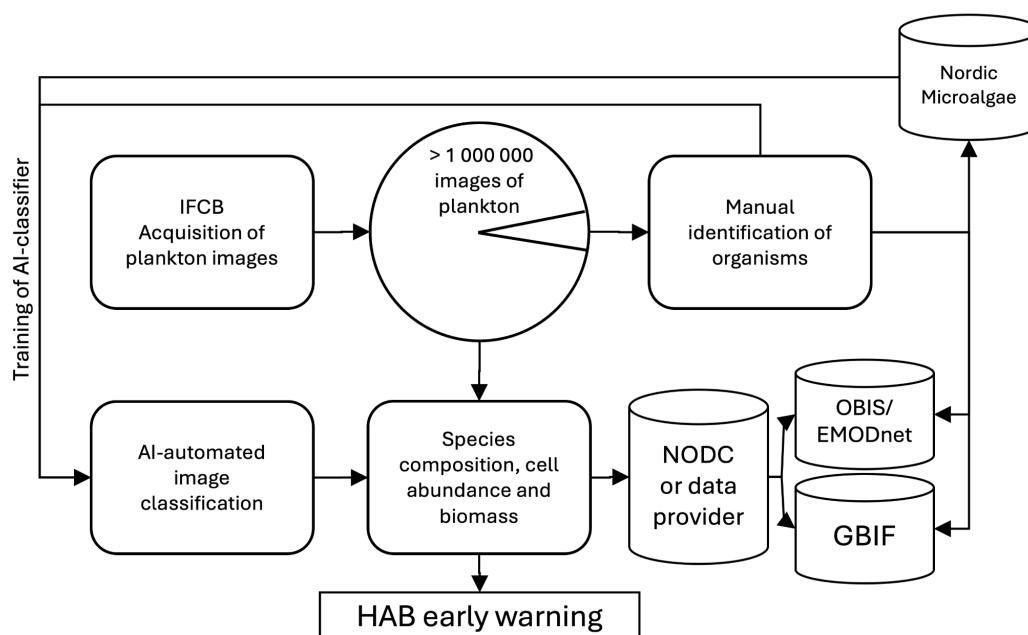 Nordic
Microalgae
> 1 000 000
images of
plankton
IFCB
Acquisition of
plankton images
Manual
identification of
organisms
Training of AI-classifier
AI-automated
image
classification
Species
composition, cell
abundance and
biomass
NODC
or data
provider
OBIS/
EMODnet
GBIF
HAB early warning